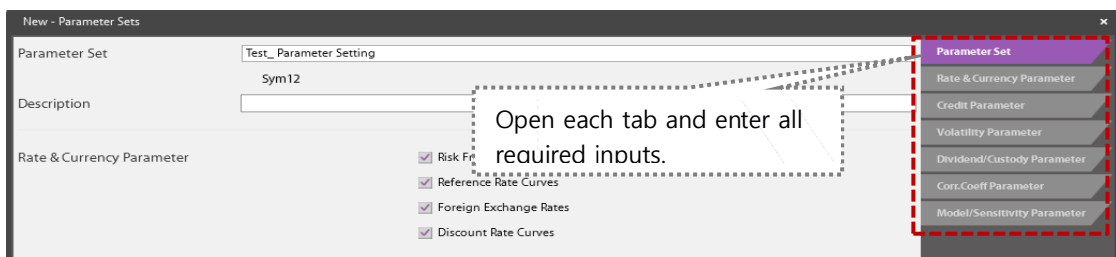 New - Parameter Sets
Parameter Set
Test_ Parameter Setting
Sym12
Description
Rate & Currency Parameter
Risk
Reference Rate Curves
Foreign Exchange Rates
Discount Rate Curves
Open each tab and enter all
required inputs.
Parameter Set
Rate & Currency Parameter
Credit Parameter
Volatility Parameter
Dividend/Custody Parameter
Corr.Coeff Parameter
Model/Sensitivity Parameter